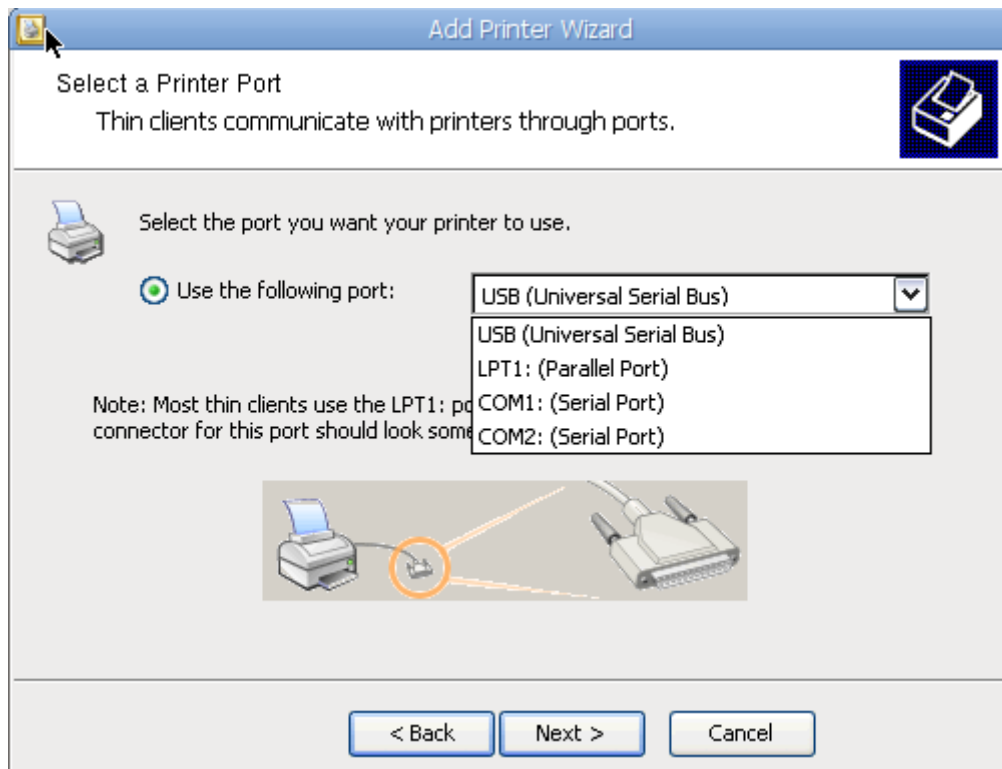 Add Printer Wizard
Select a Printer Port
Thin clients communicate with printers through ports.
Select the port you want your printer to use.
Use the following port:
USB (Universal Serial Bus)
USB (Universal Serial Bus)
LPT1: (Parallel Port)
COM1: (Serial Port)
COM2: (Serial Port)
Note: Most thin clients use the LPT1:
connector for this port should look
< Back
Next >
Cancel